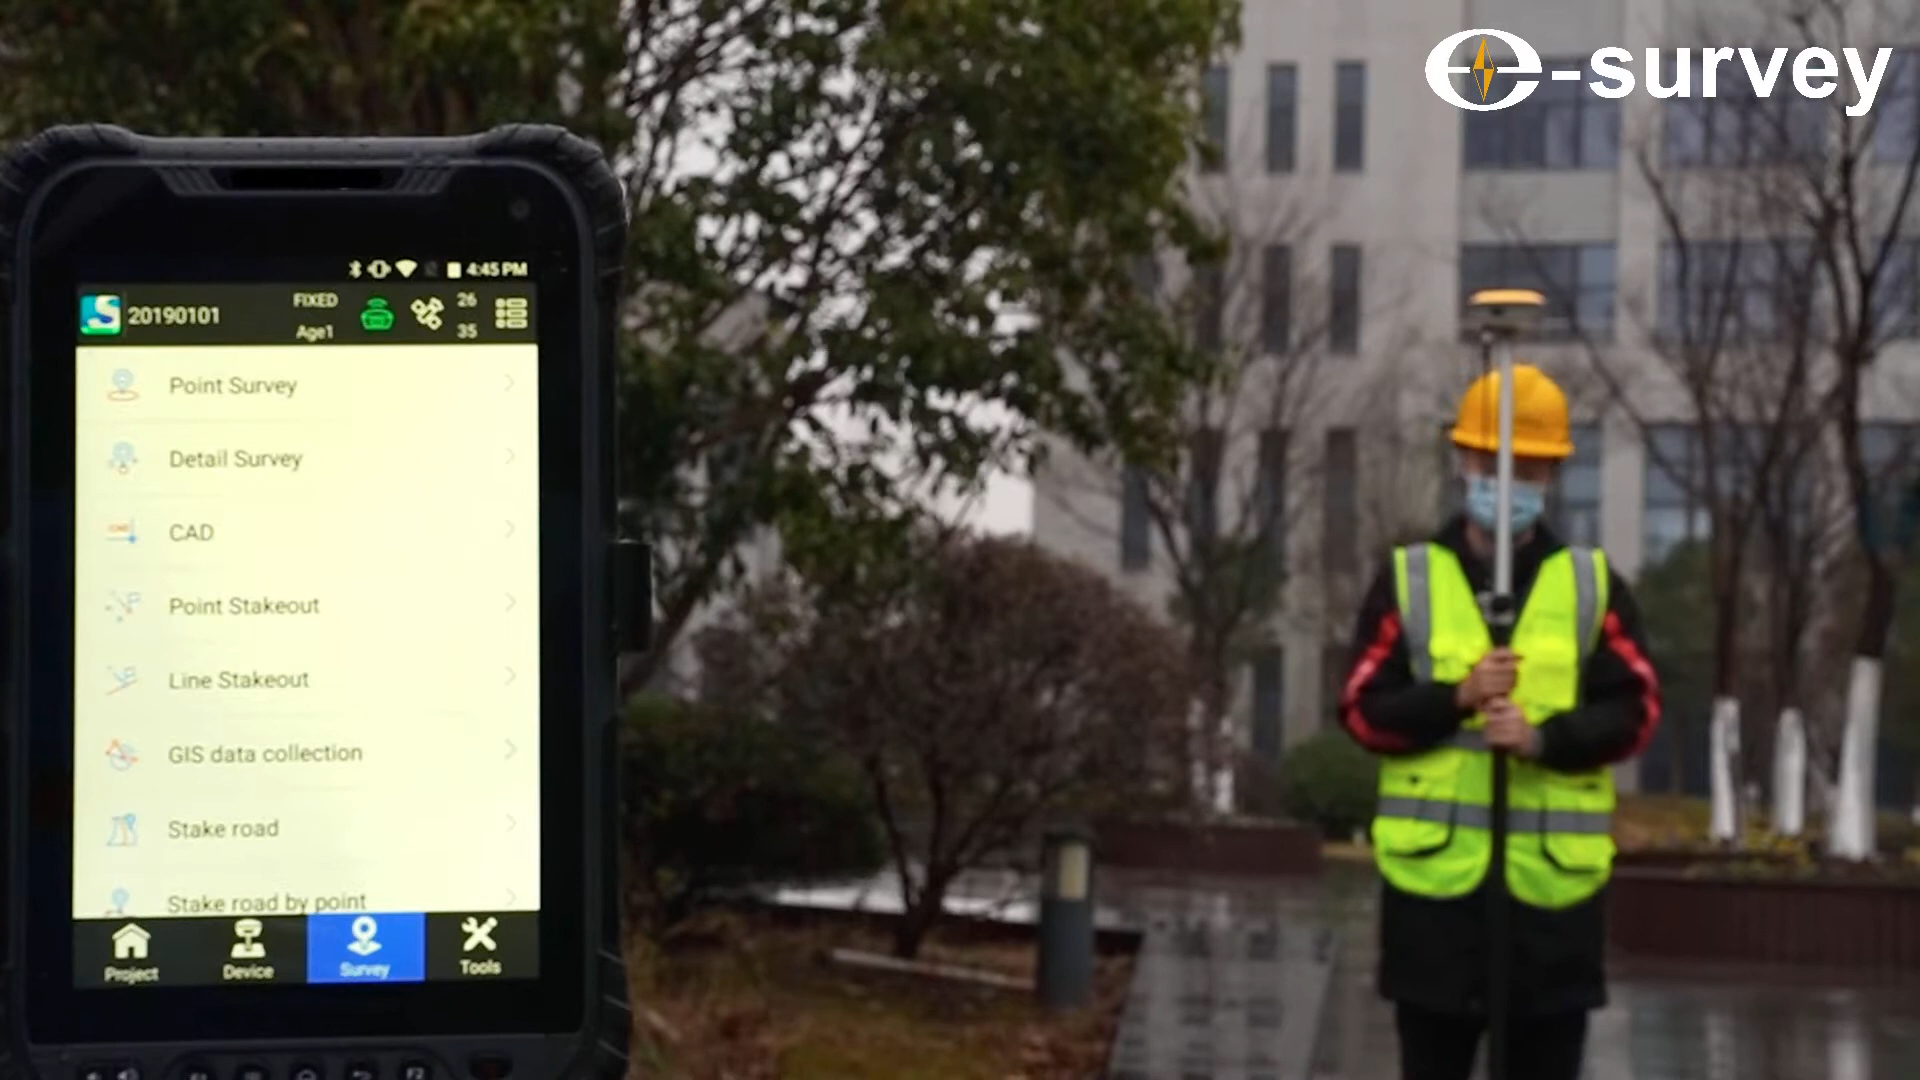 e-survey
4:45 PM
20190101
FIXED
Age1
26
35
Point Survey
Detail Survey
CAD
Point Stakeout
Line Stakeout
GIS data collection
Stake road
Stake road by point
Project
Device
Survey
Tools
F2